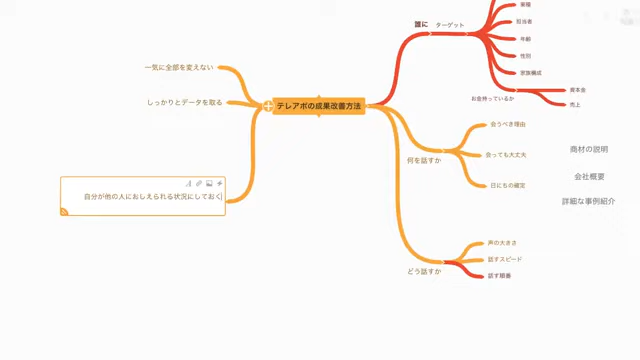 一気に全部を変えない
しっかりとデータを取る
自分が他の人におしえられる状況にしておく
テレアポの成果改善方法
誰に
ターゲット
業種
担当者
年齢
性別
家族構成
お金持っているか
資本金
売上
何を話すか
会うべき理由
会っても大丈夫
日にちの確定
商材の説明
会社概要
詳細な事例紹介
どう話すか
声の大きさ
話すスピード
話す順番